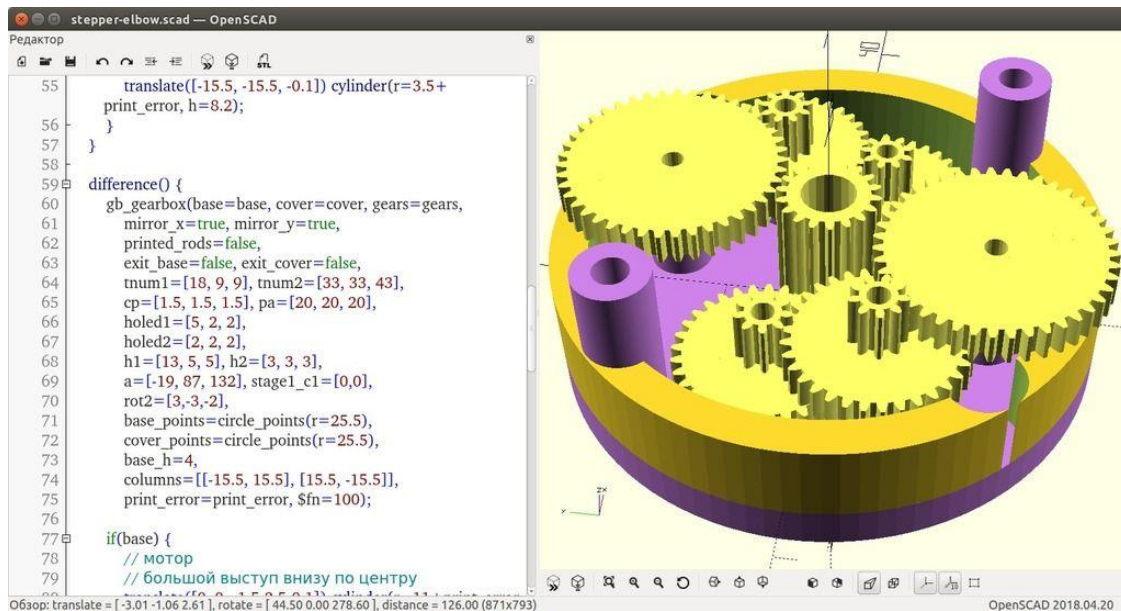 stepper-elbow.scad — OpenSCAD
Редактор
STL
55 translate([-15.5, -15.5, -0.1]) cylinder(r=3.5+
print_error, h=8.2);
56 }
57 }
58
59 difference() {
60 gb_gearbox(base=base, cover=cover, gears=gears,
61 mirror_x=true, mirror_y=true,
62 printed_rods=false,
63 exit_base=false, exit_cover=false,
64 tnum1=[18, 9, 9], tnum2=[33, 33, 43],
65 cp=[1.5, 1.5, 1.5], pa=[20, 20, 20],
66 holed1=[5, 2, 2],
67 holed2=[2, 2, 2],
68 h1=[13, 5, 5], h2=[3, 3, 3],
69 a=[-19, 87, 132], stage1_c1=[0,0],
70 rot2=[3,-3,-2],
71 base_points=circle_points(r=25.5),
72 cover_points=circle_points(r=25.5),
73 base_h=4,
74 columns=[[-15.5, 15.5], [15.5, -15.5]],
75 print_error=print_error, $fn=100);
76
77 if(base) {
78 // мотор
79 // большой выступ внизу по центру
Обзор: translate = [ -3.01 -1.06 2.61 ], rotate = [ 44.50 0.00 278.60 ], distance = 126.00 (871x793)
OpenSCAD 2018.04.20